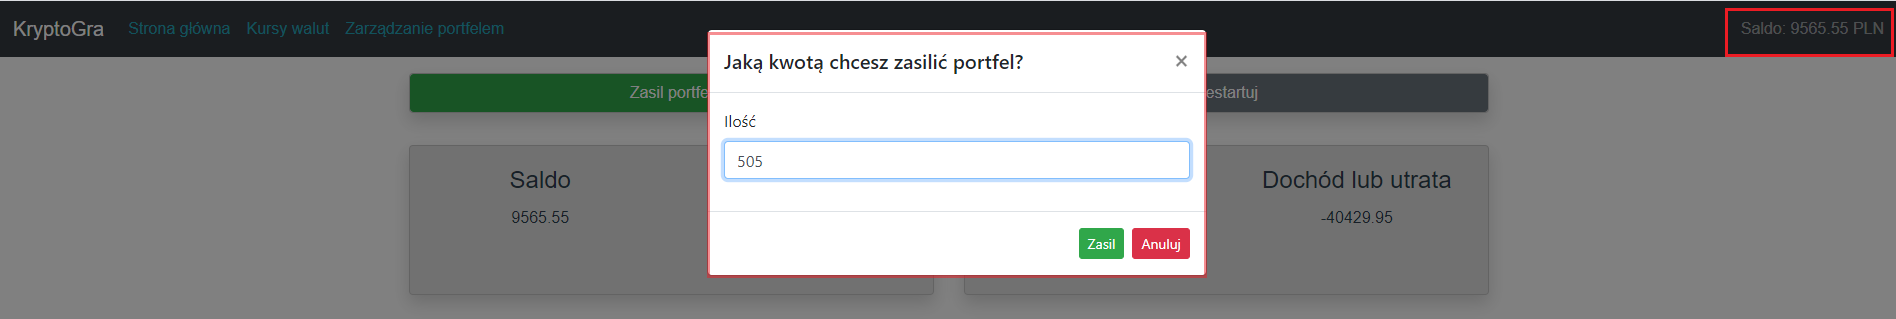 KryptoGra Strona główna Kursy walut Zarządzanie portfelem Saldo: 9565.55 PLN
Jaką kwotą chcesz zasilić portfel? ×
Zasil portfe estartuj
Ilość
505
Saldo Dochód lub utrata
9565.55 -40429.95
Zasil Anuluj